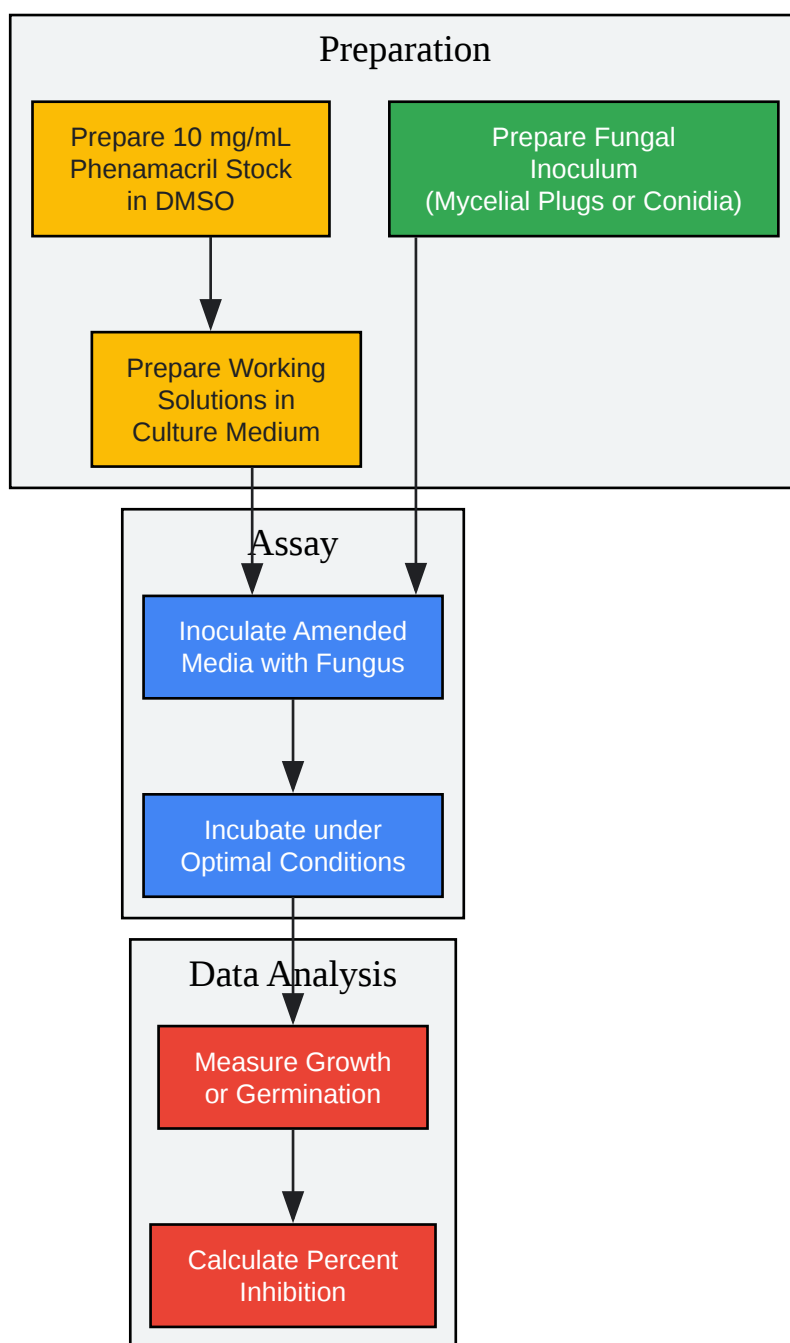 Preparation
Prepare 10 mg/mL
Phenamacril Stock
in DMSO
Prepare Fungal
Inoculum
(Mycelial Plugs or Conidia)
Prepare Working
Solutions in
Culture Medium
Assay
Inoculate Amended
Media with Fungus
Incubate under
Optimal Conditions
Data Analysis
Measure Growth
or Germination
Calculate Percent
Inhibition